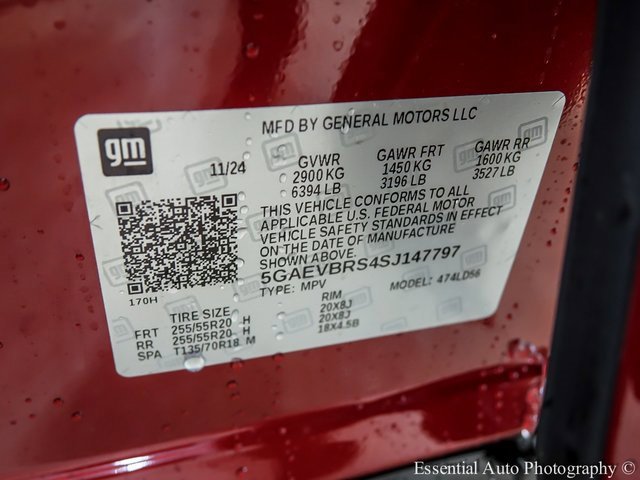 MFD BY GENERAL MOTORS LLC
gm
11/24
GVWR GAWR FRT GAWR RR
2900 KG 1450 KG 1600 KG
6394 LB 3196 LB 3527 LB
THIS VEHICLE CONFORMS TO ALL
APPLICABLE U.S. FEDERAL MOTOR
VEHICLE SAFETY STANDARDS IN EFFECT
ON THE DATE OF MANUFACTURE
SHOWN ABOVE.
5GAEVBRS4SJ147797
TYPE: MPV MODEL: 474LD56
170H
TIRE SIZE RIM
FRT 255/55R20 H 20X8J
RR 255/55R20 H 20X8J
SPA T135/70R18 M 18X4.5B
Essential Auto Photography ©